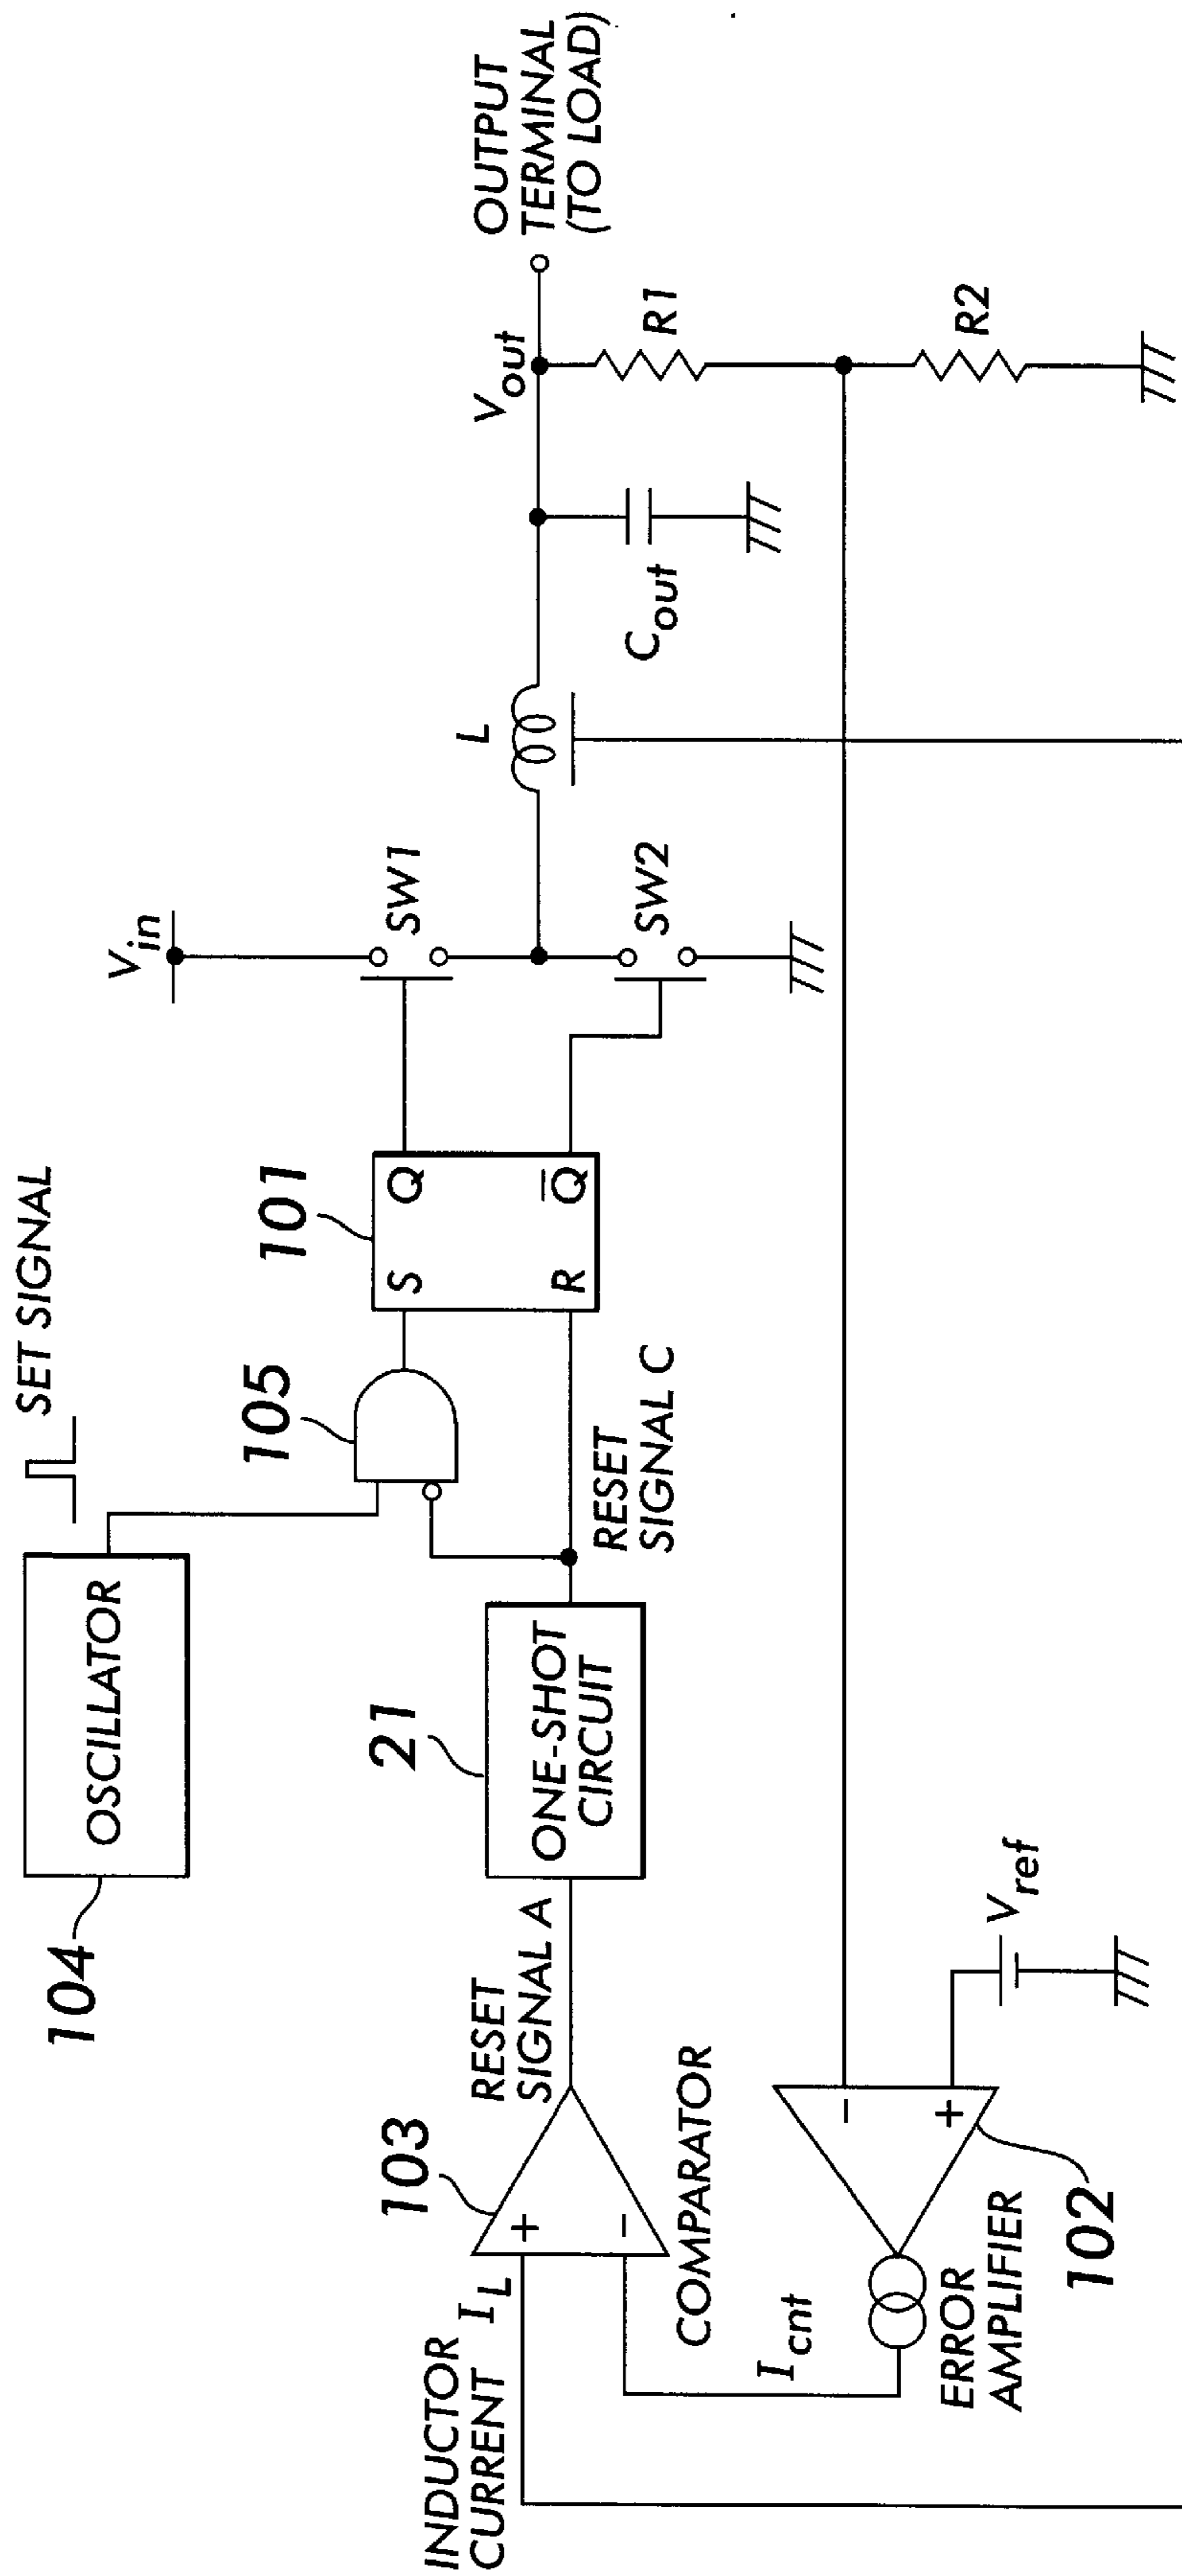 SET SIGNAL
OSCILLATOR
104
105
101
S
Q
R
Q̅
V_in
SW1
SW2
L
V_out
OUTPUT
TERMINAL
(TO LOAD)
C_out
R1
R2
INDUCTOR
CURRENT I_L
103
+
−
COMPARATOR
RESET
SIGNAL A
21
ONE-SHOT
CIRCUIT
RESET
SIGNAL C
I_cnt
ERROR
AMPLIFIER
102
−
+
V_ref